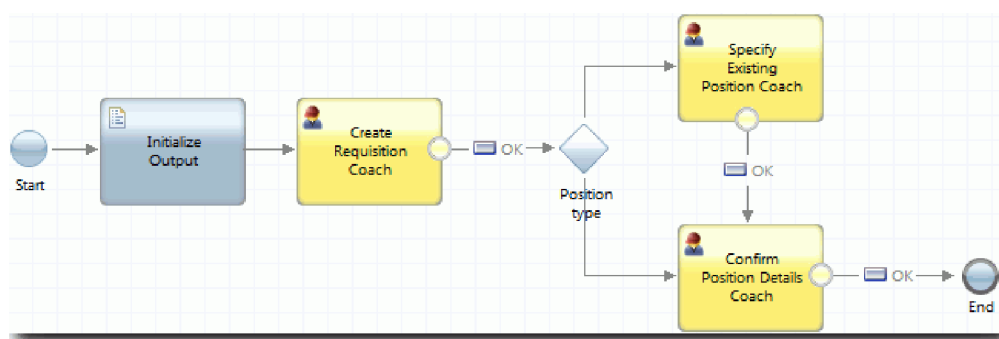 Start
Initialize
Output
Create
Requisition
Coach
OK
Position
type
Specify
Existing
Position Coach
OK
Confirm
Position Details
Coach
OK
End